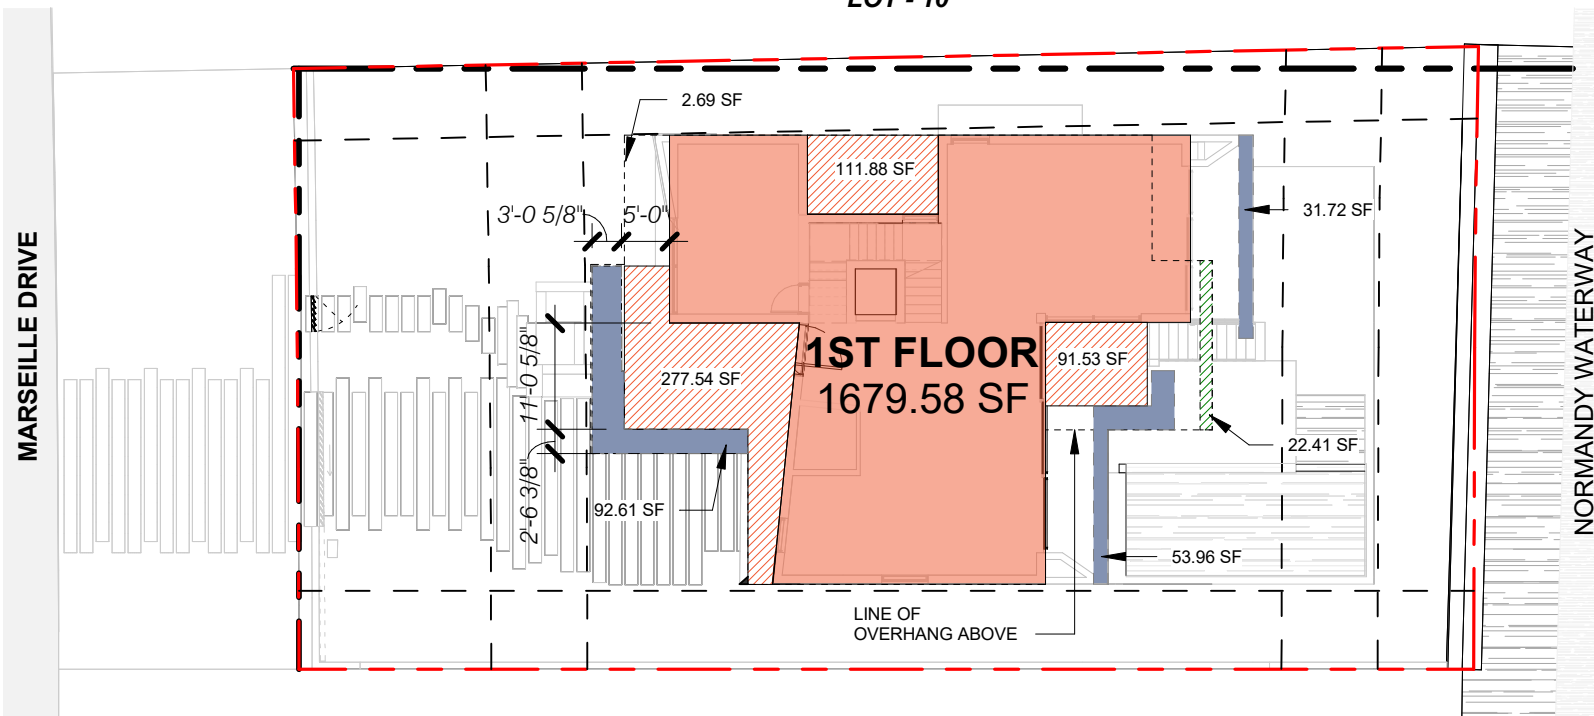 LOT - 10
2.69 SF
111.88 SF
3'-0 5/8"
5'-0"
31.72 SF
MARSEILLE DRIVE
NORMANDY WATERWAY
11'-0 5/8"
277.54 SF
1ST FLOOR
1679.58 SF
91.53 SF
22.41 SF
2'-6 3/8"
92.61 SF
53.96 SF
LINE OF
OVERHANG ABOVE